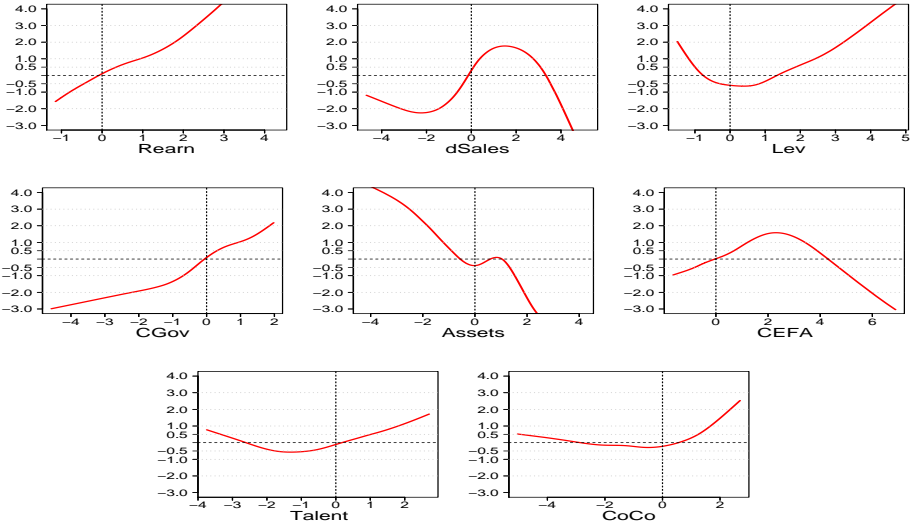 4.0 4.0 4.0
3.0 3.0 3.0
2.0 2.0 2.0
0.5 0.5 0.5
−0.5 −0.5 −0.5
−1.0 −1.0 −1.0
−2.0 −2.0 −2.0
−3.0 −3.0 −3.0
−1 0 1 2 3 4 −4 −2 0 2 4 −1 0 1 2 3 4 5
Rearn dSales Lev
4.0 4.0 4.0
3.0 3.0 3.0
2.0 2.0 2.0
1.0 1.0 1.0
0.5 0.5 0.5
−0.5 −0.5 −0.5
−1.0 −1.0 −1.0
−2.0 −2.0 −2.0
−3.0 −3.0 −3.0
−4 −3 −2 −1 0 1 2 −4 −2 0 2 4 0 2 4 6
CGov Assets CEFA
4.0 4.0
3.0 3.0
2.0 2.0
1.0 1.0
0.5 0.5
−0.5 −0.5
−1.0 −1.0
−2.0 −2.0
−3.0 −3.0
−4 −3 −2 −1 0 1 2 −4 −2 0 2
Talent CoCo